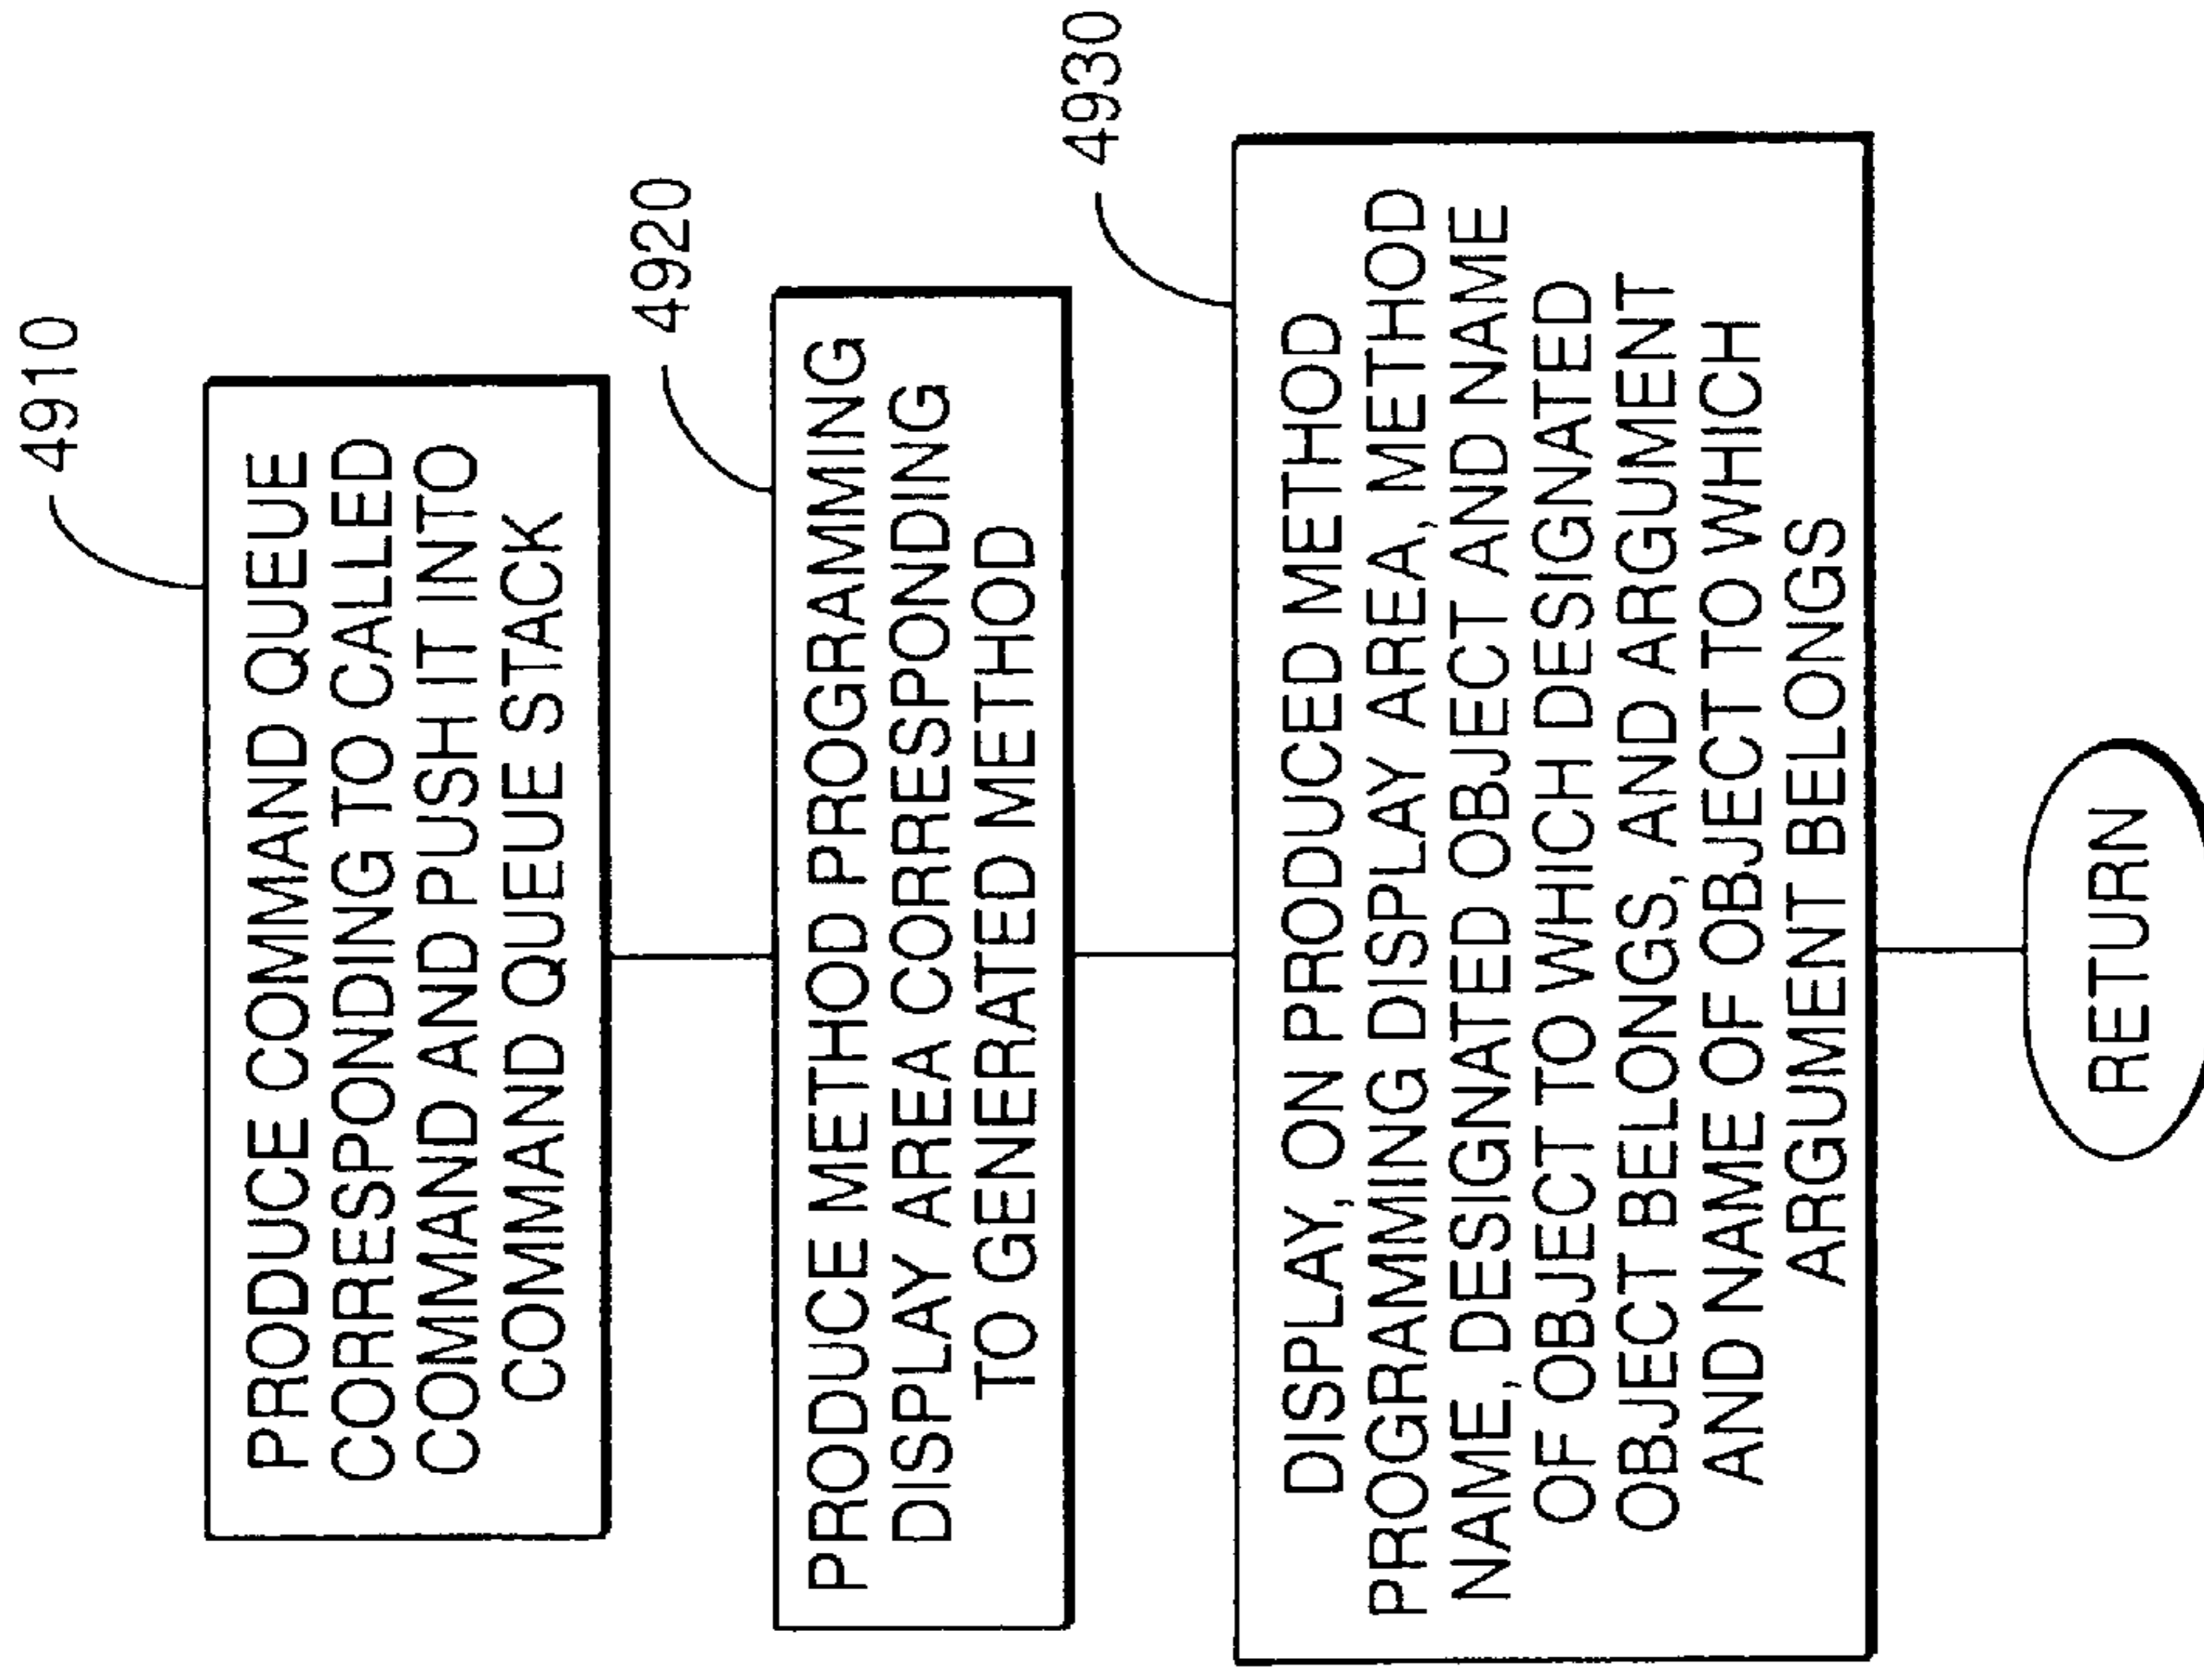 4910
PRODUCE COMMAND QUEUE
CORRESPONDING TO CALLED
COMMAND AND PUSH IT INTO
COMMAND QUEUE STACK
4920
PRODUCE METHOD PROGRAMMING
DISPLAY AREA CORRESPONDING
TO GENERATED METHOD
4930
DISPLAY, ON PRODUCED METHOD
PROGRAMMING DISPLAY AREA, METHOD
NAME, DESIGNATED OBJECT AND NAME
OF OBJECT TO WHICH DESIGNATED
OBJECT BELONGS, AND ARGUMENT
AND NAME OF OBJECT TO WHICH
ARGUMENT BELONGS
RETURN